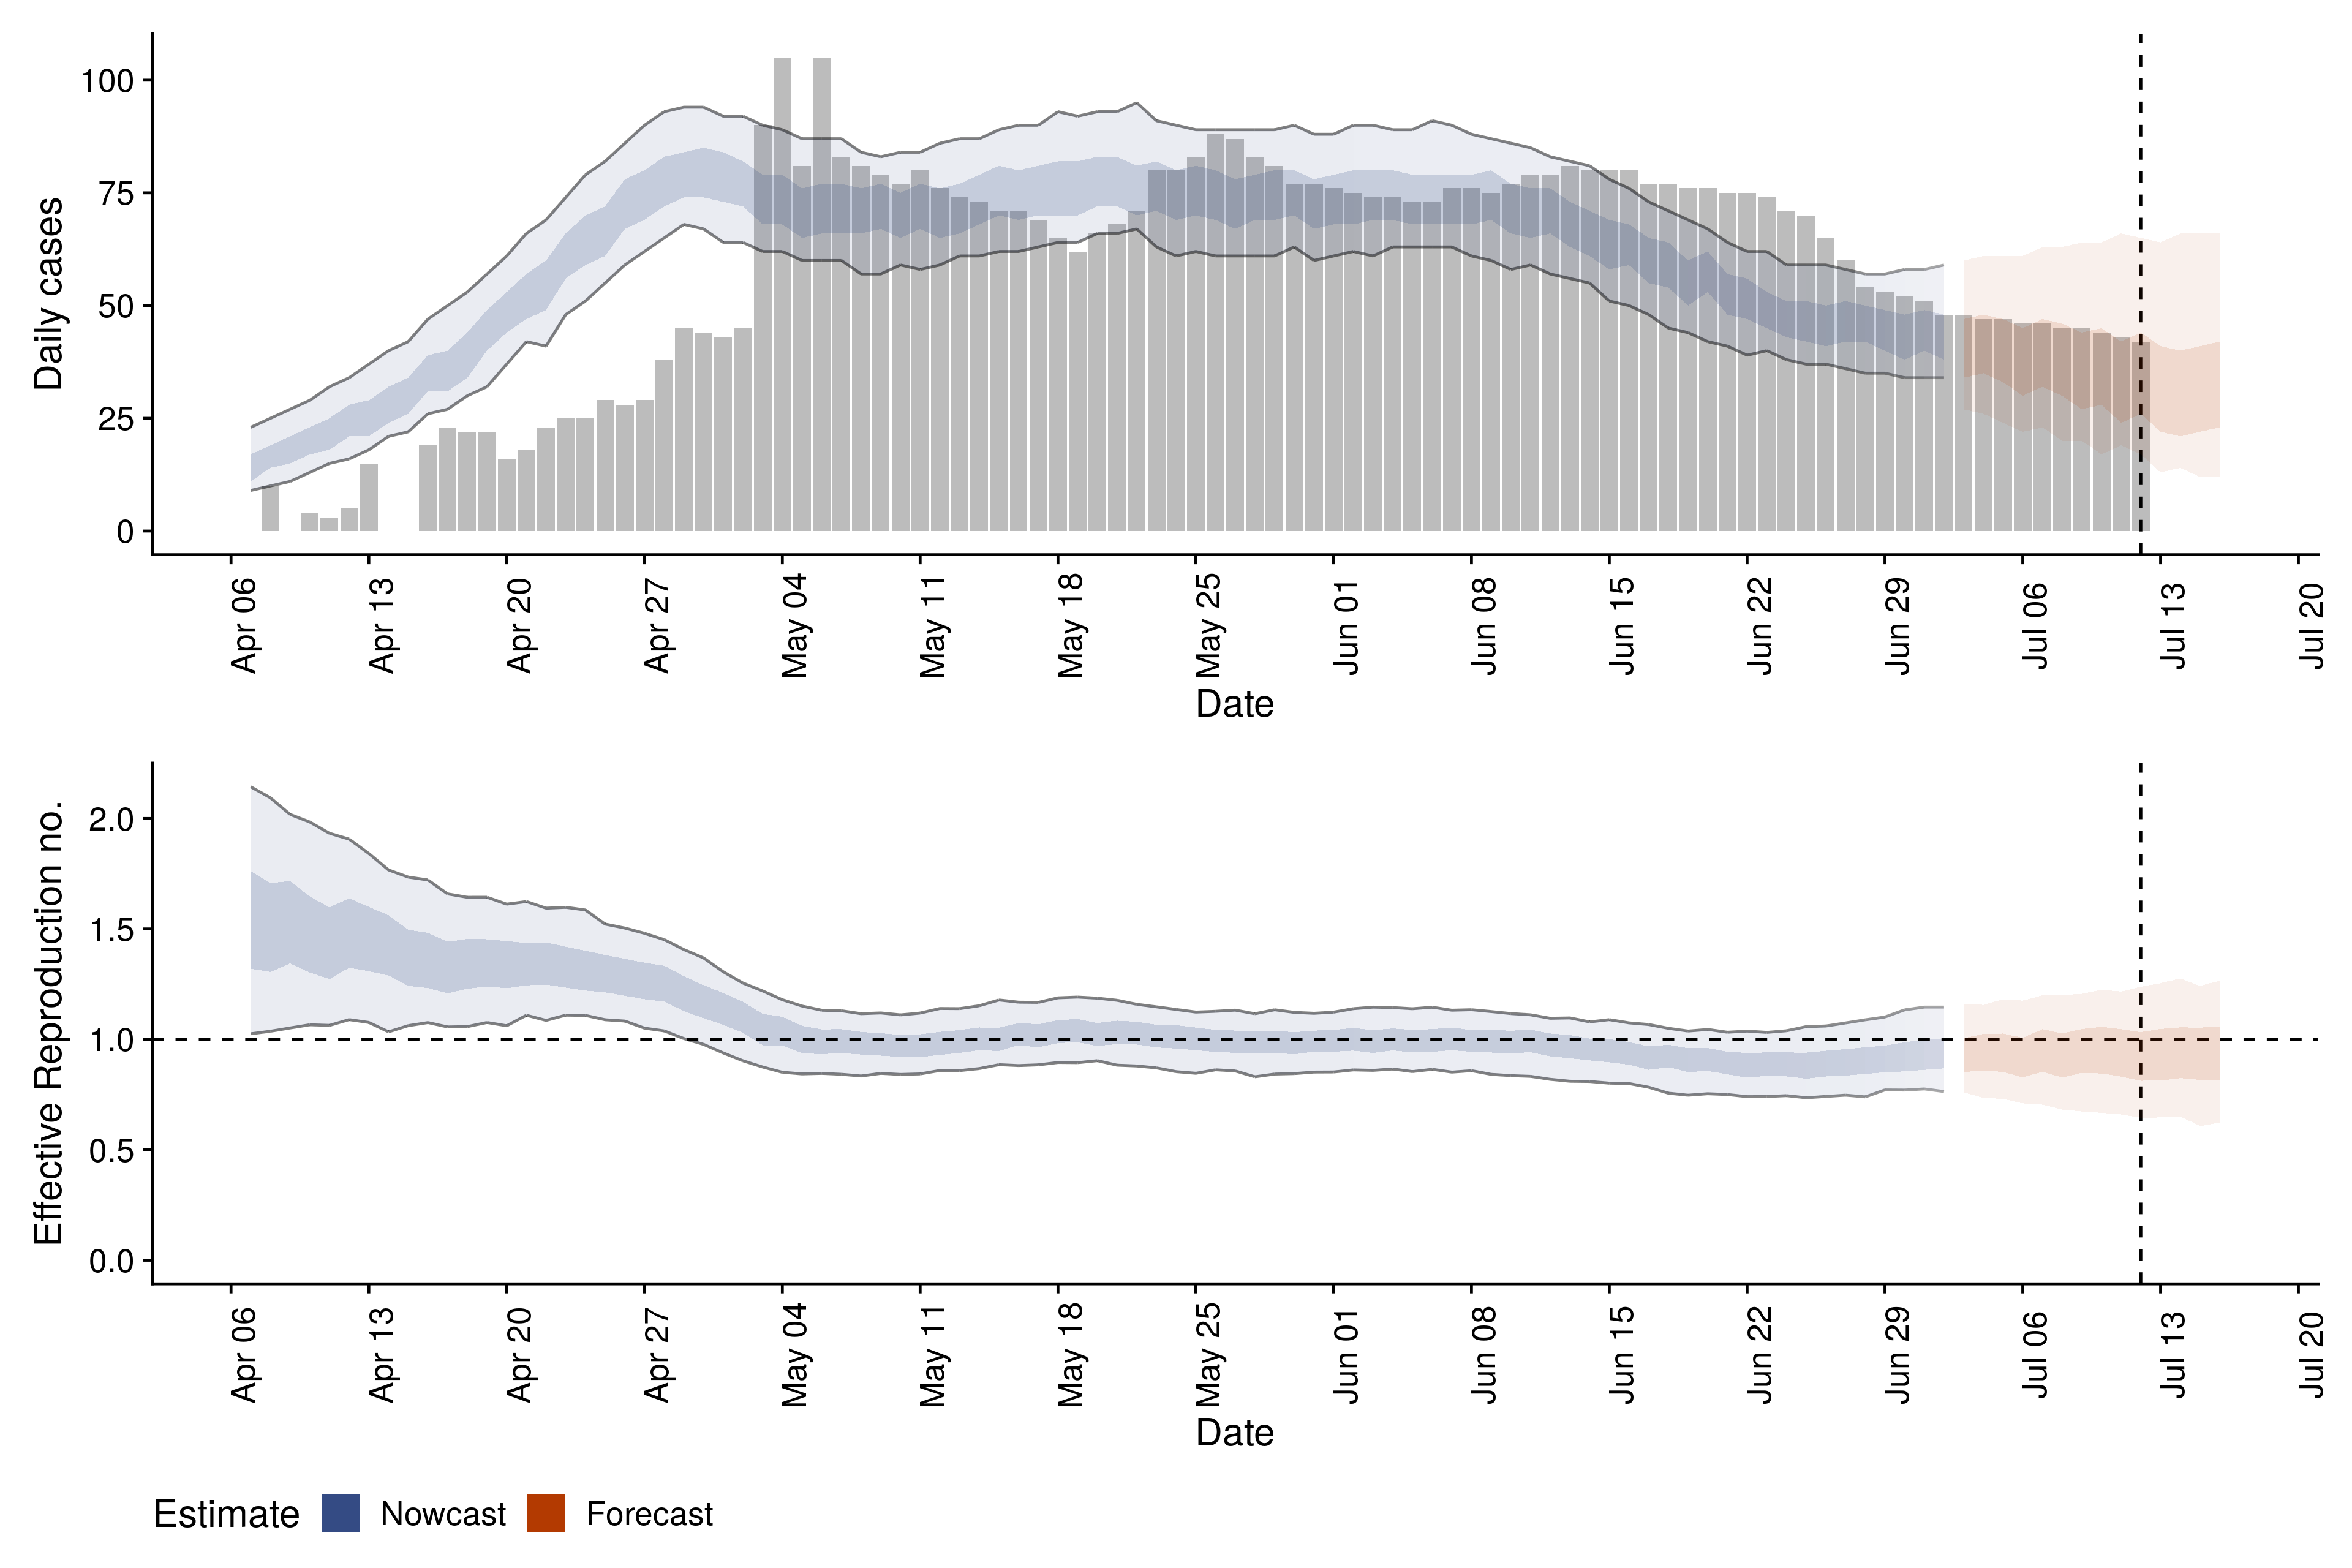 Daily cases
100
75
50
25
0
Apr 06
Apr 13
Apr 20
Apr 27
May 04
May 11
May 18
May 25
Jun 01
Jun 08
Jun 15
Jun 22
Jun 29
Jul 06
Jul 13
Jul 20
Date
Effective Reproduction no.
2.0
1.5
1.0
0.5
0.0
Apr 06
Apr 13
Apr 20
Apr 27
May 04
May 11
May 18
May 25
Jun 01
Jun 08
Jun 15
Jun 22
Jun 29
Jul 06
Jul 13
Jul 20
Date
Estimate Nowcast Forecast